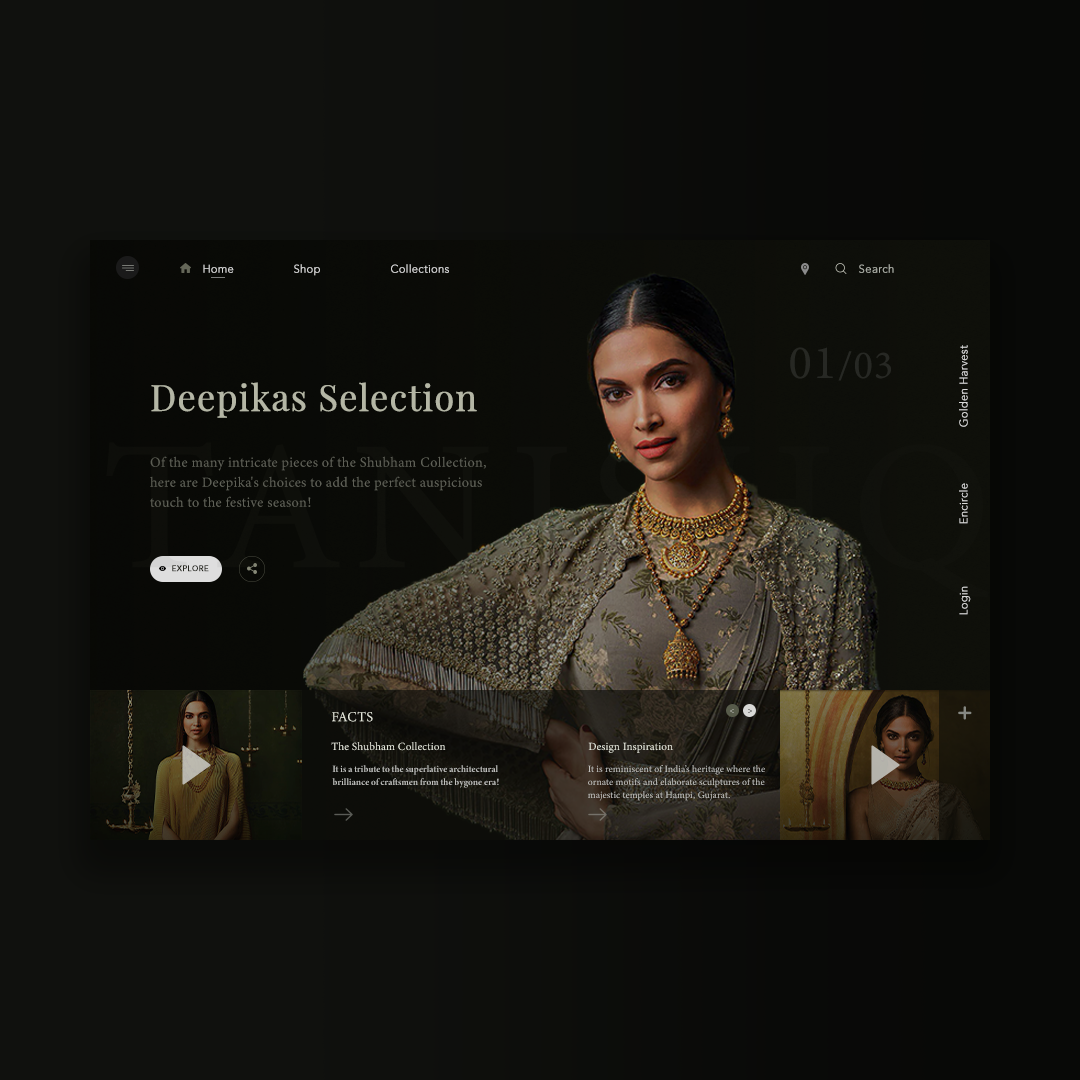 Home
Shop
Collections
Search
01/03
Golden Harvest
Deepikas Selection
TANISHQ
Of the many intricate pieces of the Shubham Collection,
here are Deepika's choices to add the perfect auspicious
touch to the festive season!
Encircle
EXPLORE
Login
FACTS
< >
The Shubham Collection
It is a tribute to the superlative architectural
brilliance of craftsmen from the bygone era!
Design Inspiration
It is reminiscent of India's heritage where the
ornate motifs and elaborate sculptures of the
majestic temples at Hampi, Gujarat.